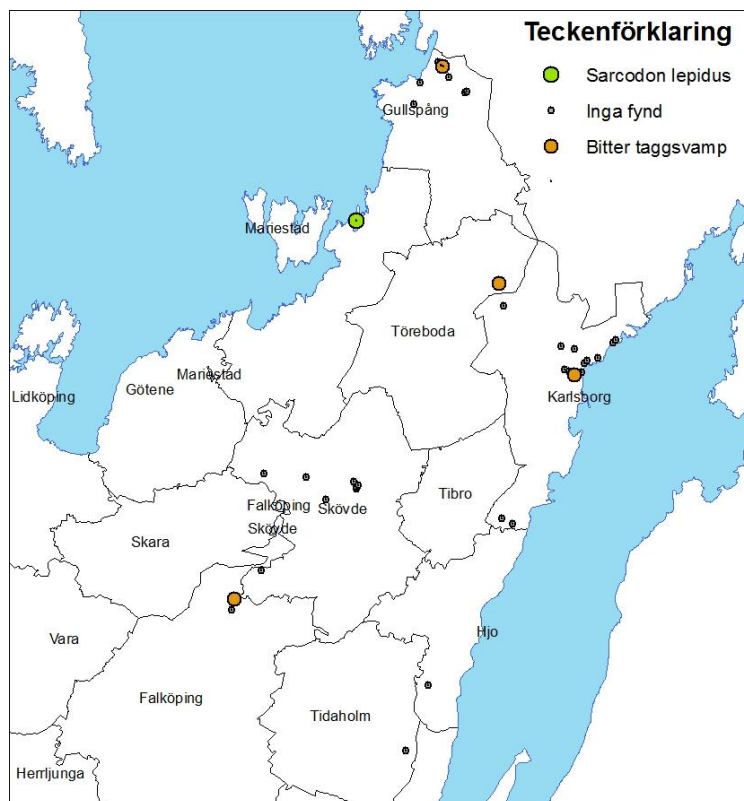 Teckenförklaring
Sarcodon lepidus
Inga fynd
Bitter taggsvamp
Gullspång
Mariestad
Töreboda
Mariestad
Götene
Lidköping
Karlsborg
Tibro
Falköping
Skövde
Skövde
Skara
Hjo
Vara
Falköping
Tidaholm
Herrljunga